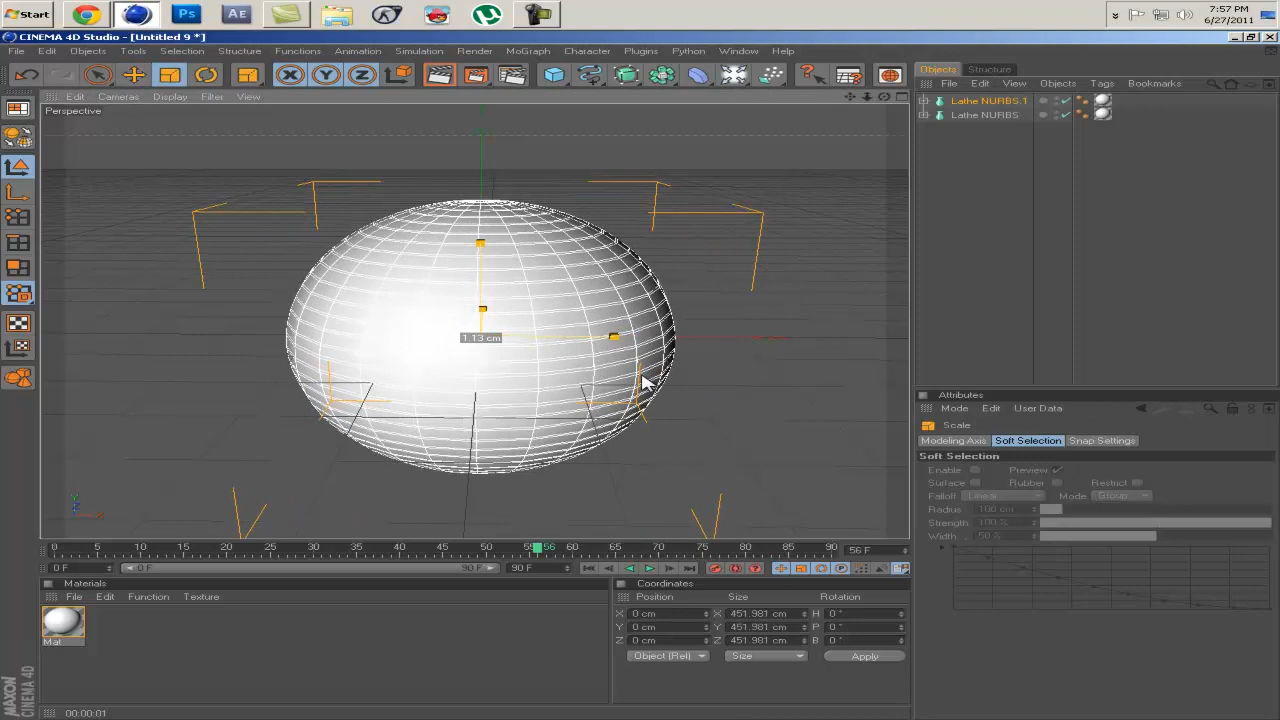 Start
Ps
AE
7:57 PM
6/27/2011
CINEMA 4D Studio - [Untitled 9 *]
File Edit Objects Tools Selection Structure Functions Animation Simulation Render MoGraph Character Plugins Python Window Help
X Y Z
Objects Structure
File Edit View Objects Tags Bookmarks
Edit Cameras Display Filter View
Perspective
Lathe NURBS.1
Lathe NURBS
1.13 cm
Attributes
Mode Edit User Data
Scale
Modeling Axis Soft Selection Snap Settings
Soft Selection
Enable Preview
Surface Rubber Restrict
Falloff Linear Mode Group
Radius 100 cm
Strength 100 %
Width 50 %
0 5 10 15 20 25 30 35 40 45 50 55 56 60 65 70 75 80 85 90 56 F
0 F 0 F 90 F 90 F
Materials
File Edit Function Texture
Mat
Coordinates
Position Size Rotation
X 0 cm X 451.981 cm H 0 °
Y 0 cm Y 451.981 cm P 0 °
Z 0 cm Z 451.981 cm B 0 °
Object (Rel) Size Apply
MAXON
CINEMA 4D
00:00:01